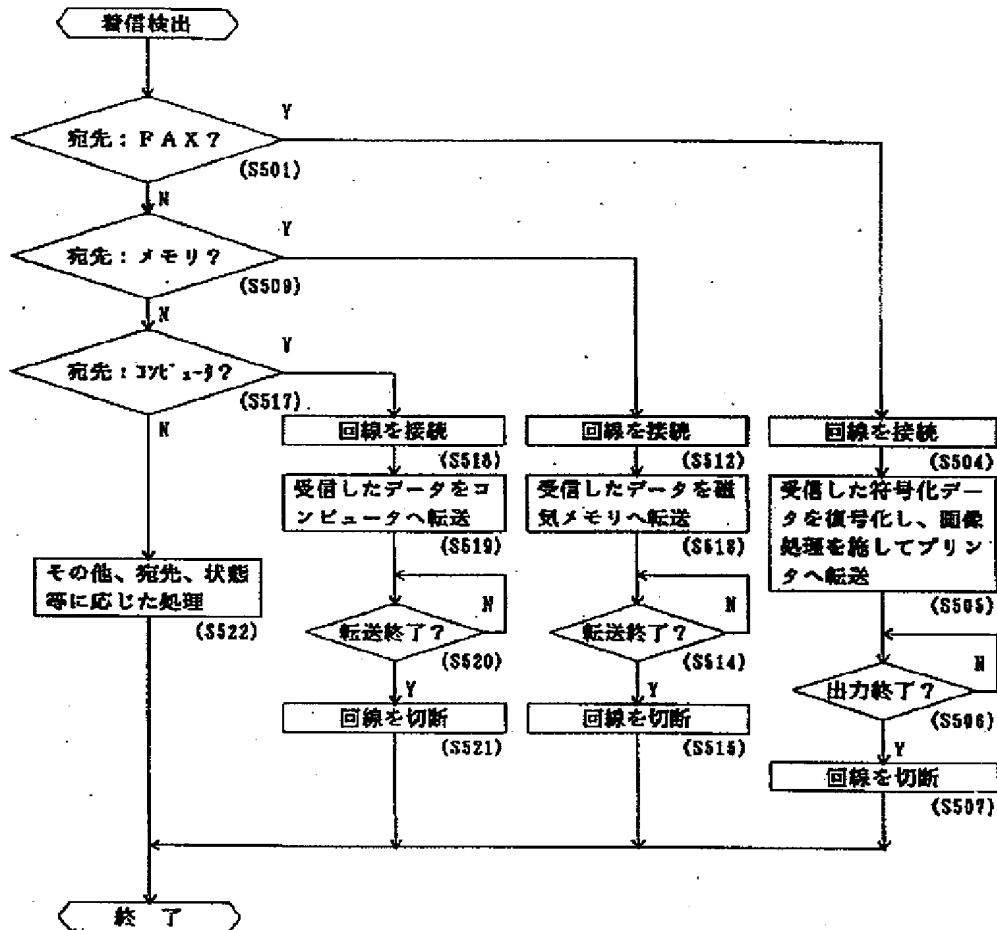 着信検出
宛先：ＦＡＸ？
Y
(S501)
N
宛先：メモリ？
Y
(S509)
N
宛先：ｺﾝﾋﾟｭｰﾀ？
Y
(S517)
N
回線を接続
(S518)
回線を接続
(S512)
回線を接続
(S504)
受信したデータをコ
ンピュータへ転送
(S519)
受信したデータを磁
気メモリへ転送
(S513)
受信した符号化デー
タを復号化し、画像
処理を施してプリン
タへ転送
(S505)
その他、宛先、状態
等に応じた処理
(S522)
転送終了？
N
(S520)
Y
転送終了？
N
(S514)
Y
出力終了？
N
(S506)
Y
回線を切断
(S521)
回線を切断
(S515)
回線を切断
(S507)
終 了